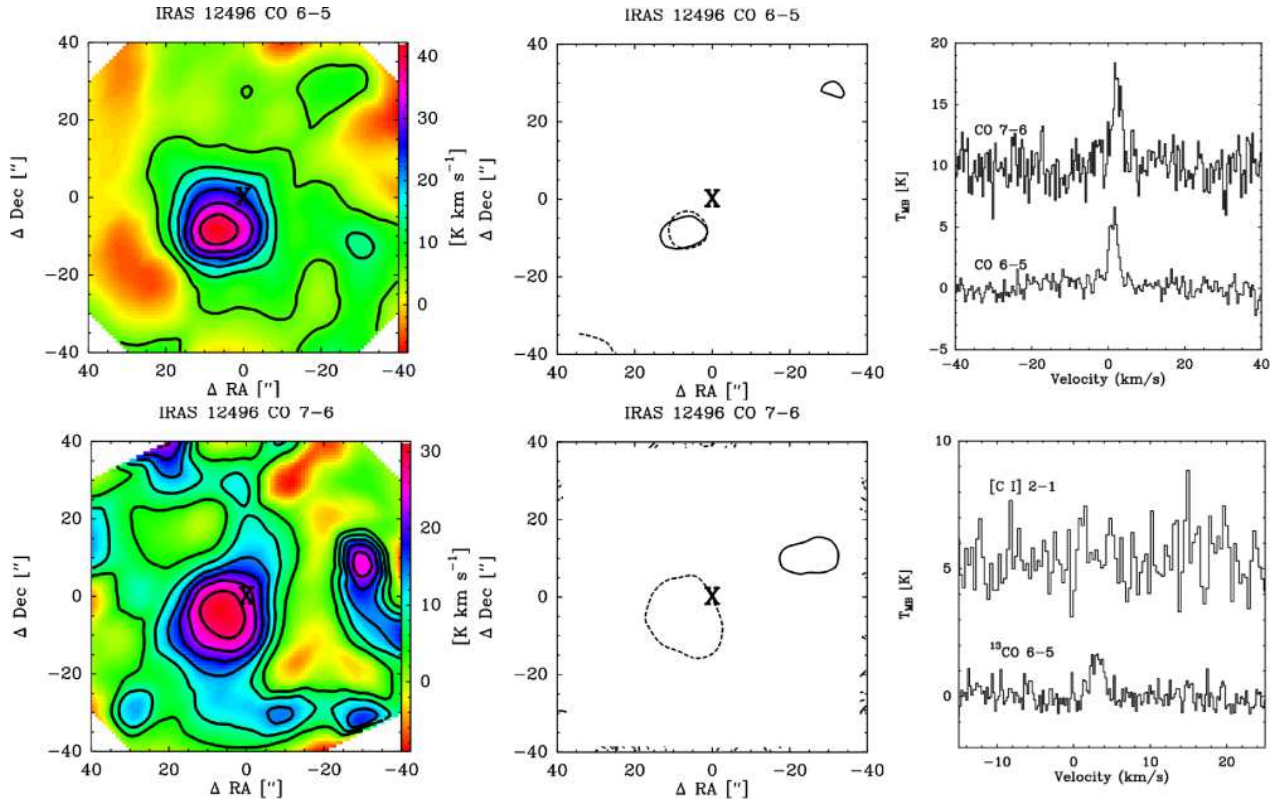 IRAS 12496 CO 6-5
40
20
0
-20
-40
Δ Dec ["]
40 20 0 -20 -40
Δ RA ["]
40
30
20
10
0
[K km s⁻¹]
IRAS 12496 CO 6-5
40
20
0
-20
-40
Δ Dec ["]
X
X
40 20 0 -20 -40
Δ RA ["]
20
15
10
5
0
-5
T_MB [K]
CO 7-6
CO 6-5
-40 -20 0 20 40
Velocity (km/s)
IRAS 12496 CO 7-6
40
20
0
-20
-40
Δ Dec ["]
X
40 20 0 -20 -40
Δ RA ["]
30
20
10
0
[K km s⁻¹]
IRAS 12496 CO 7-6
40
20
0
-20
-40
Δ Dec ["]
X
40 20 0 -20 -40
Δ RA ["]
10
5
0
T_MB [K]
[C I] 2-1
¹³CO 6-5
-10 0 10 20
Velocity (km/s)